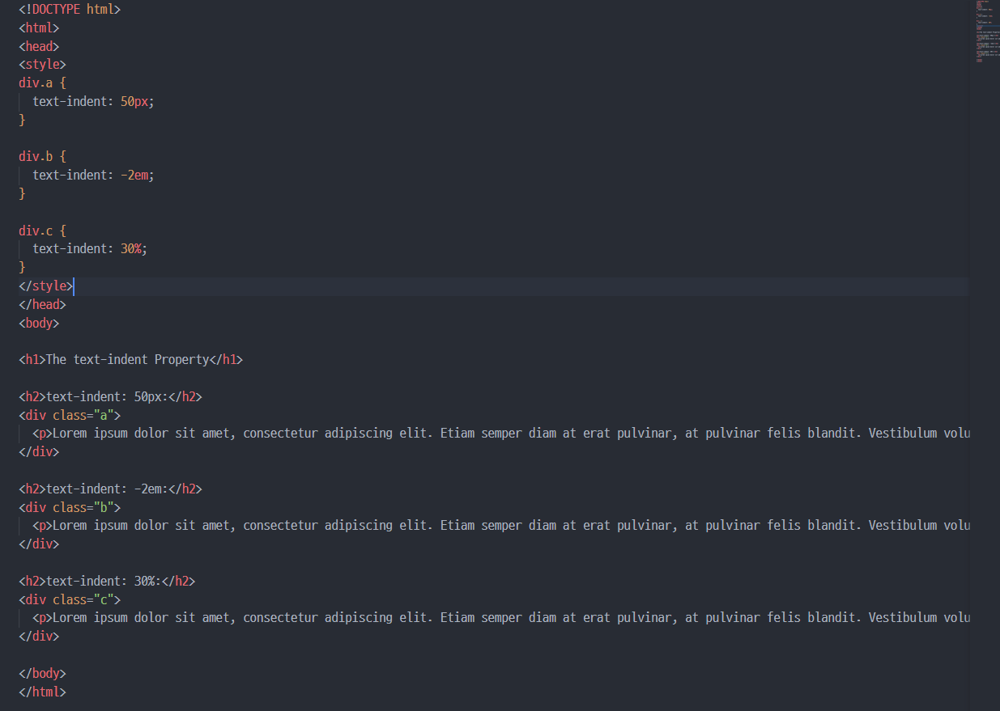 <!DOCTYPE html>
<html>
<head>
<style>
div.a {
  text-indent: 50px;
}

div.b {
  text-indent: -2em;
}

div.c {
  text-indent: 30%;
}
</style>
</head>
<body>

<h1>The text-indent Property</h1>

<h2>text-indent: 50px:</h2>
<div class="a">
  <p>Lorem ipsum dolor sit amet, consectetur adipiscing elit. Etiam semper diam at erat pulvinar, at pulvinar felis blandit. Vestibulum volu
</div>

<h2>text-indent: -2em:</h2>
<div class="b">
  <p>Lorem ipsum dolor sit amet, consectetur adipiscing elit. Etiam semper diam at erat pulvinar, at pulvinar felis blandit. Vestibulum volu
</div>

<h2>text-indent: 30%:</h2>
<div class="c">
  <p>Lorem ipsum dolor sit amet, consectetur adipiscing elit. Etiam semper diam at erat pulvinar, at pulvinar felis blandit. Vestibulum volu
</div>

</body>
</html>